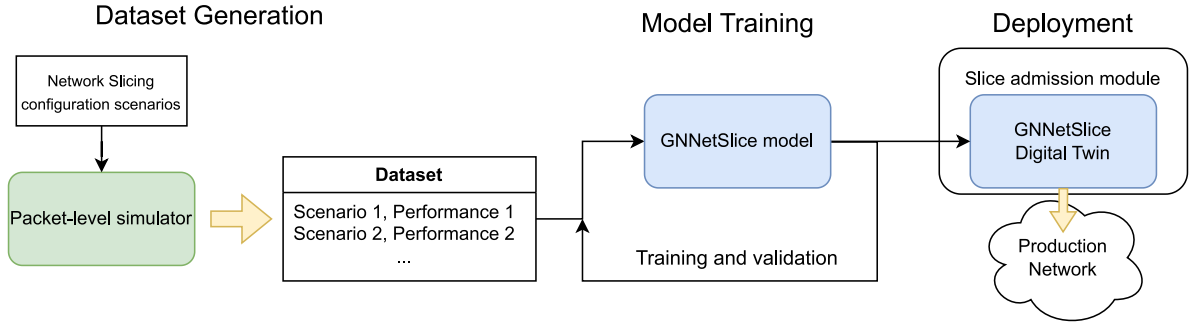 Dataset Generation
Model Training
Deployment
Network Slicing
configuration scenarios
Packet-level simulator
Dataset
Scenario 1, Performance 1
Scenario 2, Performance 2
...
GNNetSlice model
Training and validation
Slice admission module
GNNetSlice
Digital Twin
Production
Network